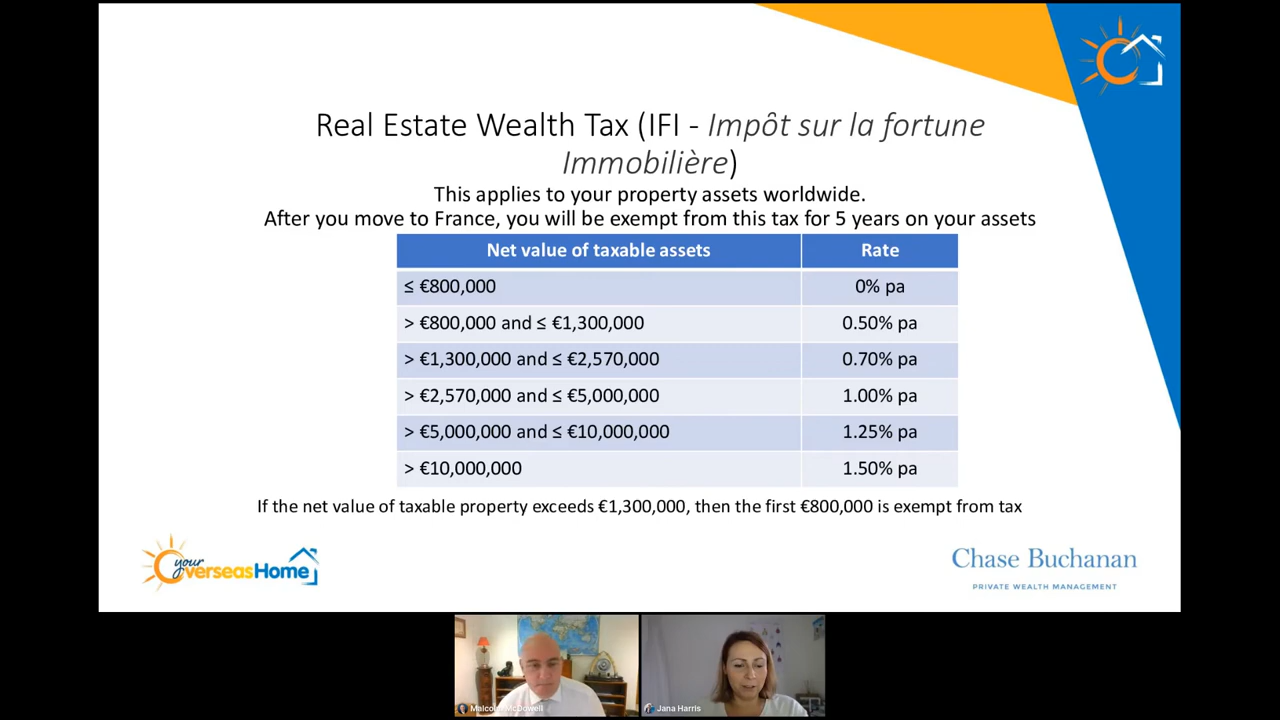 Real Estate Wealth Tax (IFI - Impôt sur la fortune
Immobilière)
This applies to your property assets worldwide.
After you move to France, you will be exempt from this tax for 5 years on your assets
Net value of taxable assets Rate
≤ €800,000 0% pa
> €800,000 and ≤ €1,300,000 0.50% pa
> €1,300,000 and ≤ €2,570,000 0.70% pa
> €2,570,000 and ≤ €5,000,000 1.00% pa
> €5,000,000 and ≤ €10,000,000 1.25% pa
> €10,000,000 1.50% pa
If the net value of taxable property exceeds €1,300,000, then the first €800,000 is exempt from tax
your
OverseasHome
Chase Buchanan
PRIVATE WEALTH MANAGEMENT
Malcolm McDowell
Jana Harris